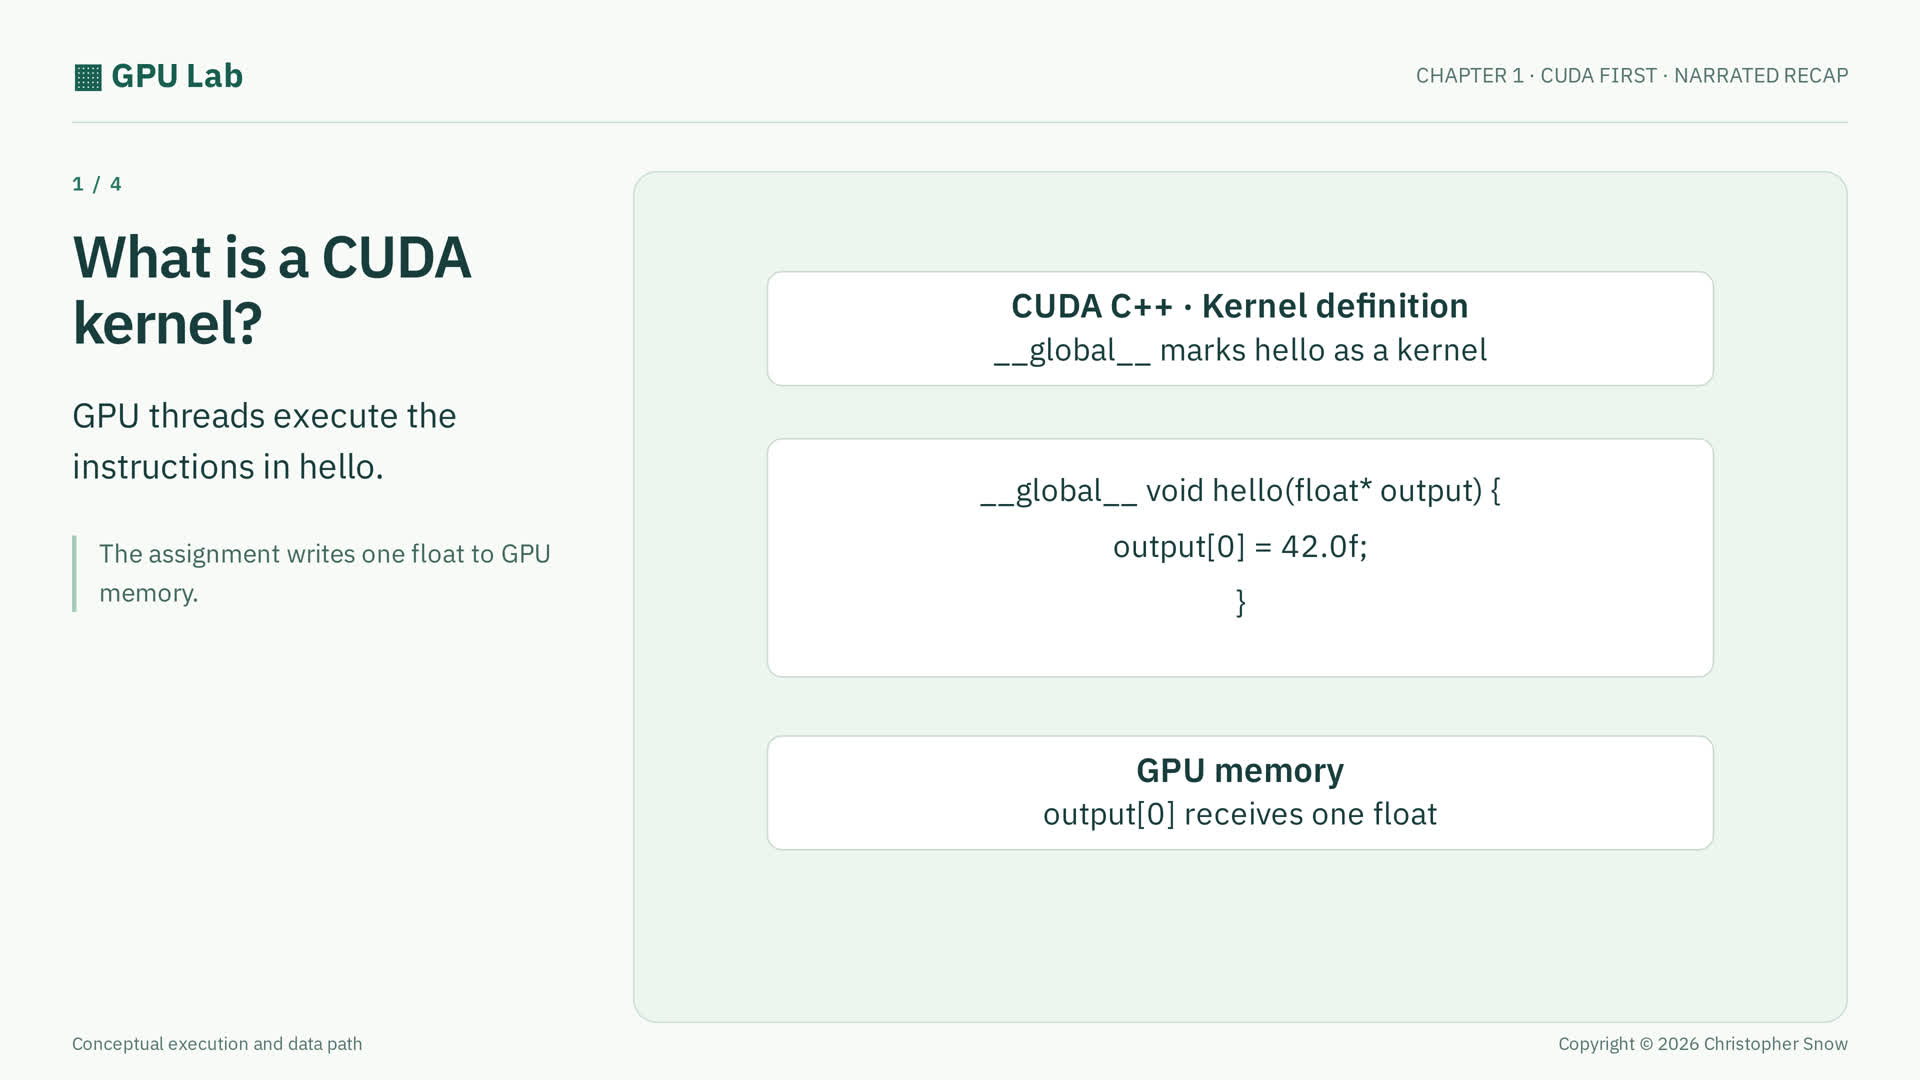 GPU Lab
CHAPTER 1 · CUDA FIRST · NARRATED RECAP
1 / 4
What is a CUDA
kernel?
GPU threads execute the
instructions in hello.
The assignment writes one float to GPU
memory.
CUDA C++ · Kernel definition
__global__ marks hello as a kernel
__global__ void hello(float* output) {
output[0] = 42.0f;
}
GPU memory
output[0] receives one float
Conceptual execution and data path
Copyright © 2026 Christopher Snow